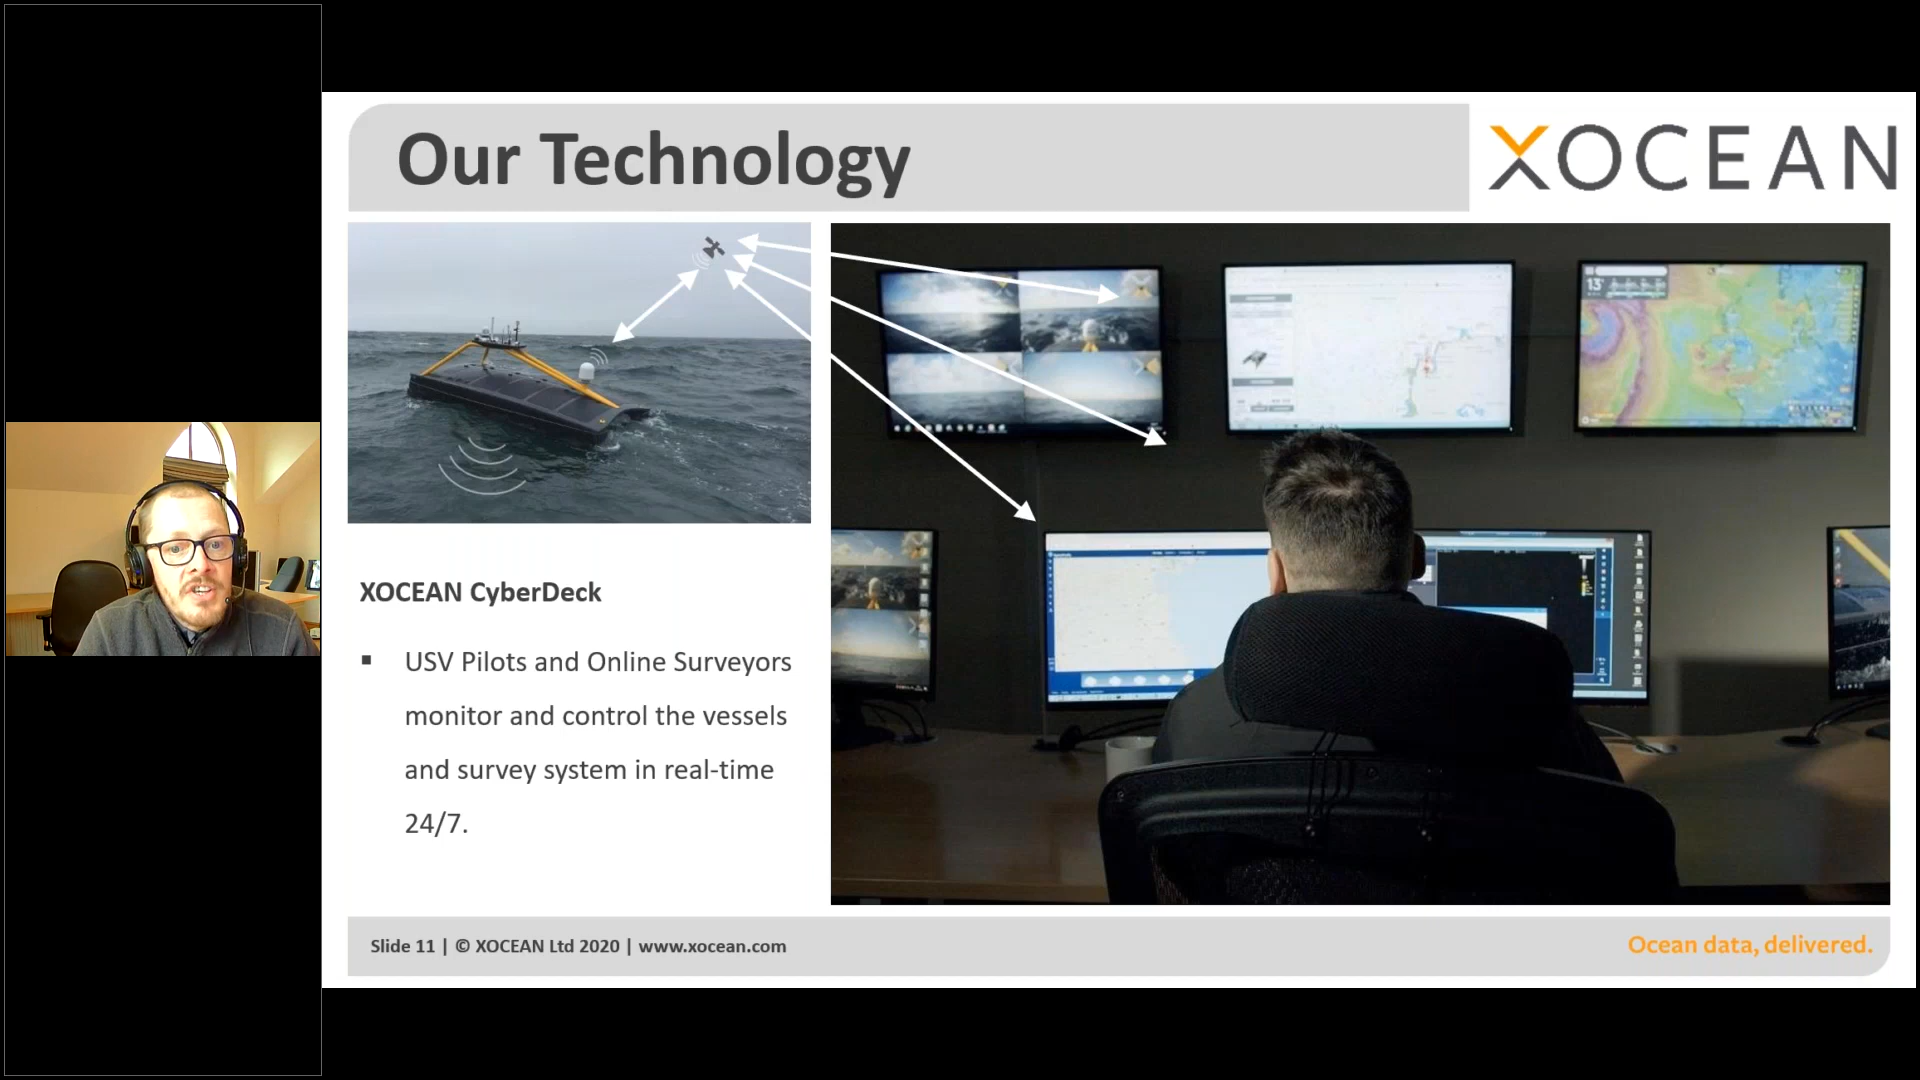 Our Technology
XOCEAN
13°
XOCEAN CyberDeck
▪ USV Pilots and Online Surveyors
monitor and control the vessels
and survey system in real-time
24/7.
Slide 11 | © XOCEAN Ltd 2020 | www.xocean.com
Ocean data, delivered.